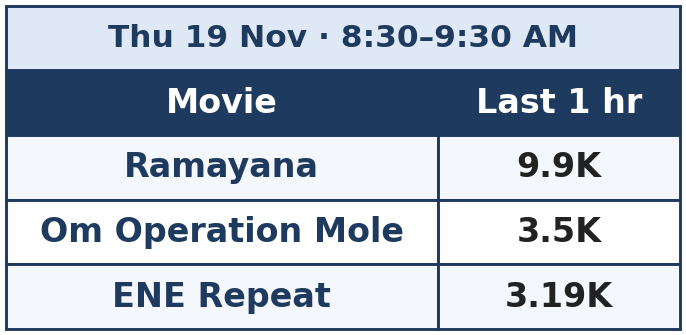 Thu 19 Nov · 8:30–9:30 AM
Movie Last 1 hr
Ramayana 9.9K
Om Operation Mole 3.5K
ENE Repeat 3.19K